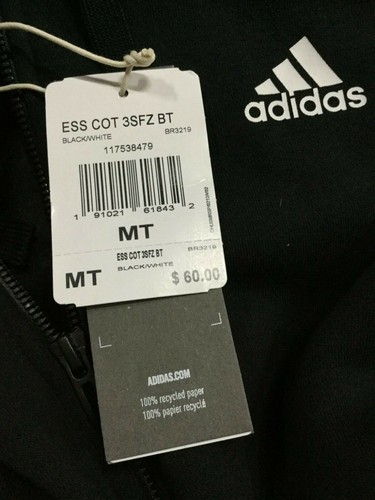 adidas
ESS COT 3SFZ BT
BLACK/WHITE BR3219
117538479
1 91021 61843 2
MT
ESS COT 3SFZ BT BR3219
MT BLACK/WHITE
$ 60.00
ADIDAS.COM
100% recycled paper
100% papier recyclé